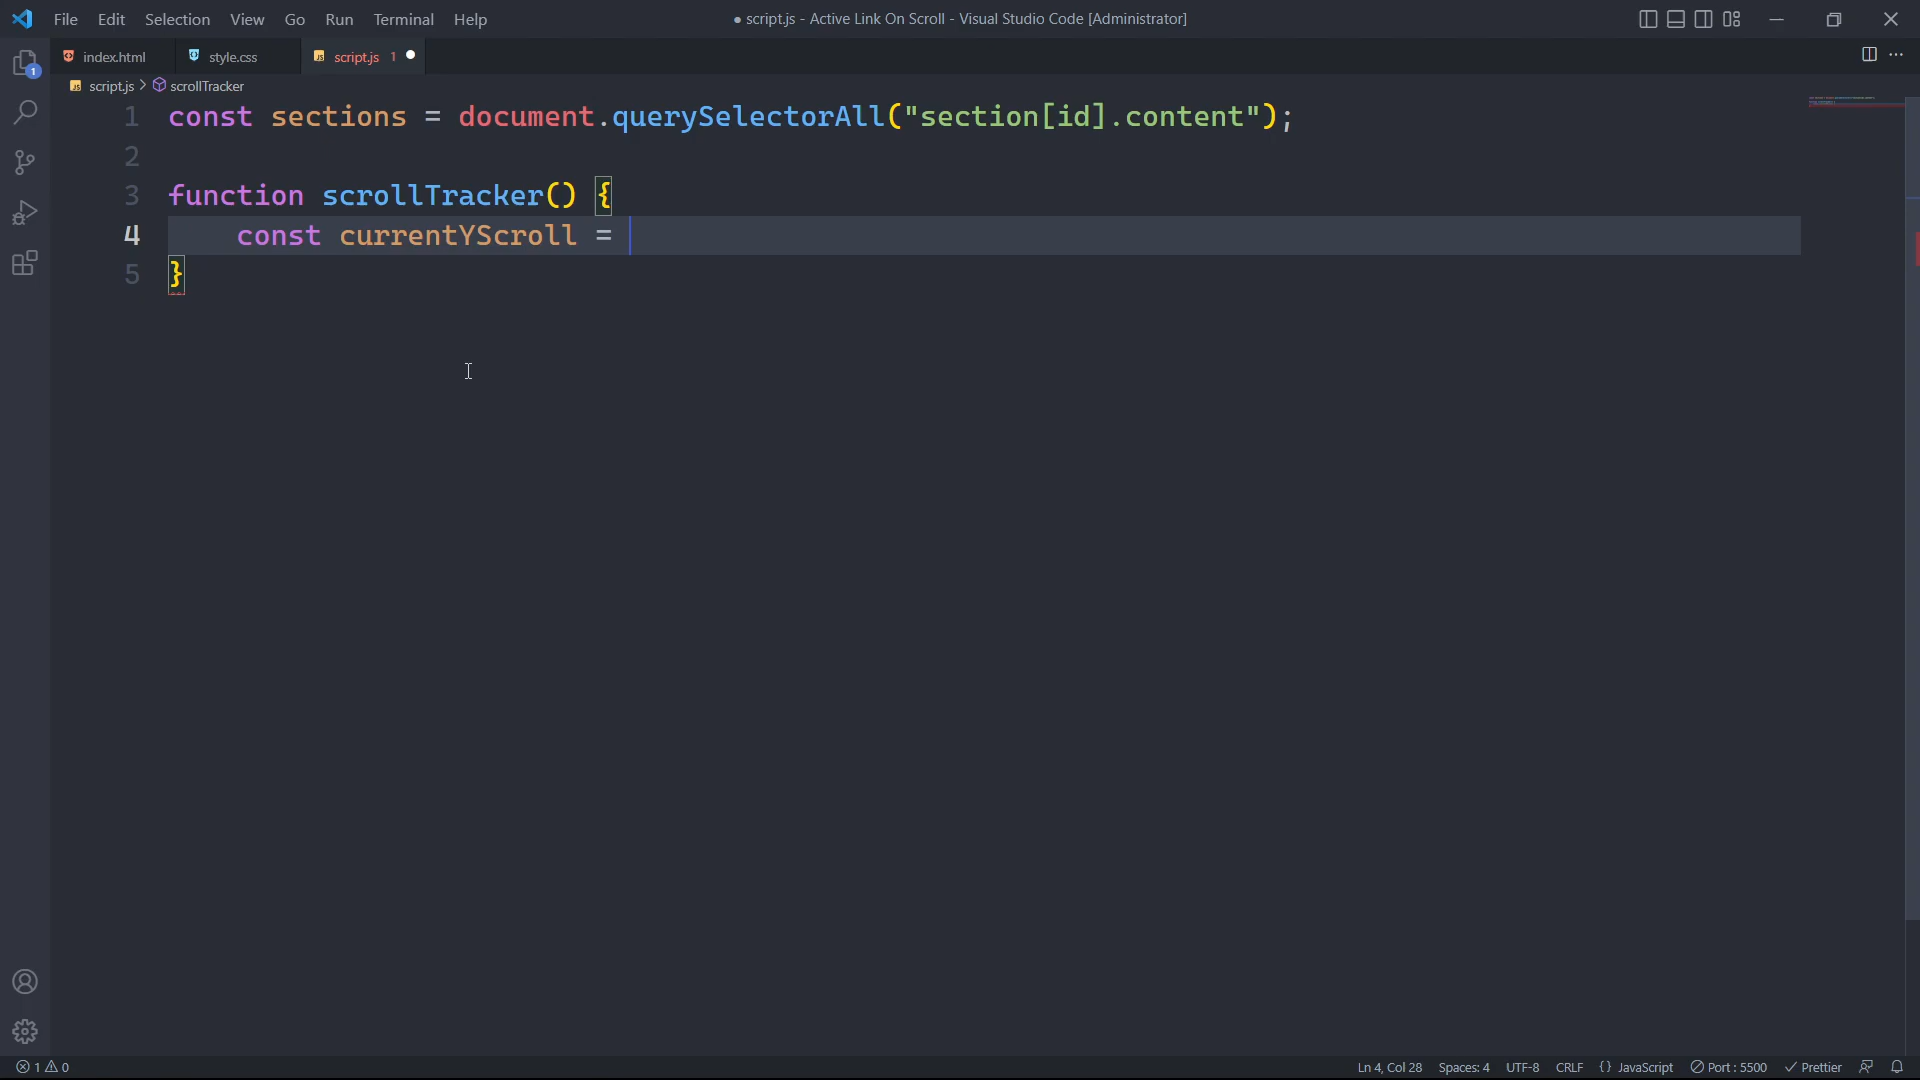 File Edit Selection View Go Run Terminal Help
● script.js - Active Link On Scroll - Visual Studio Code [Administrator]
index.html
style.css
script.js 1
script.js > scrollTracker
1 const sections = document.querySelectorAll("section[id].content");
2
3 function scrollTracker() {
4     const currentYScroll =
5 }
1
1 0
Ln 4, Col 28
Spaces: 4
UTF-8
CRLF
{} JavaScript
Port : 5500
Prettier